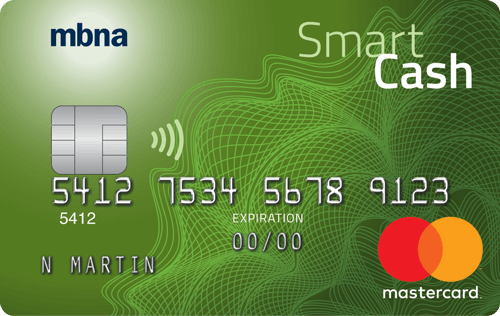 mbna
Smart
Cash
5412 7534 5678 9123
5412
EXPIRATION
00/00
N MARTIN
mastercard